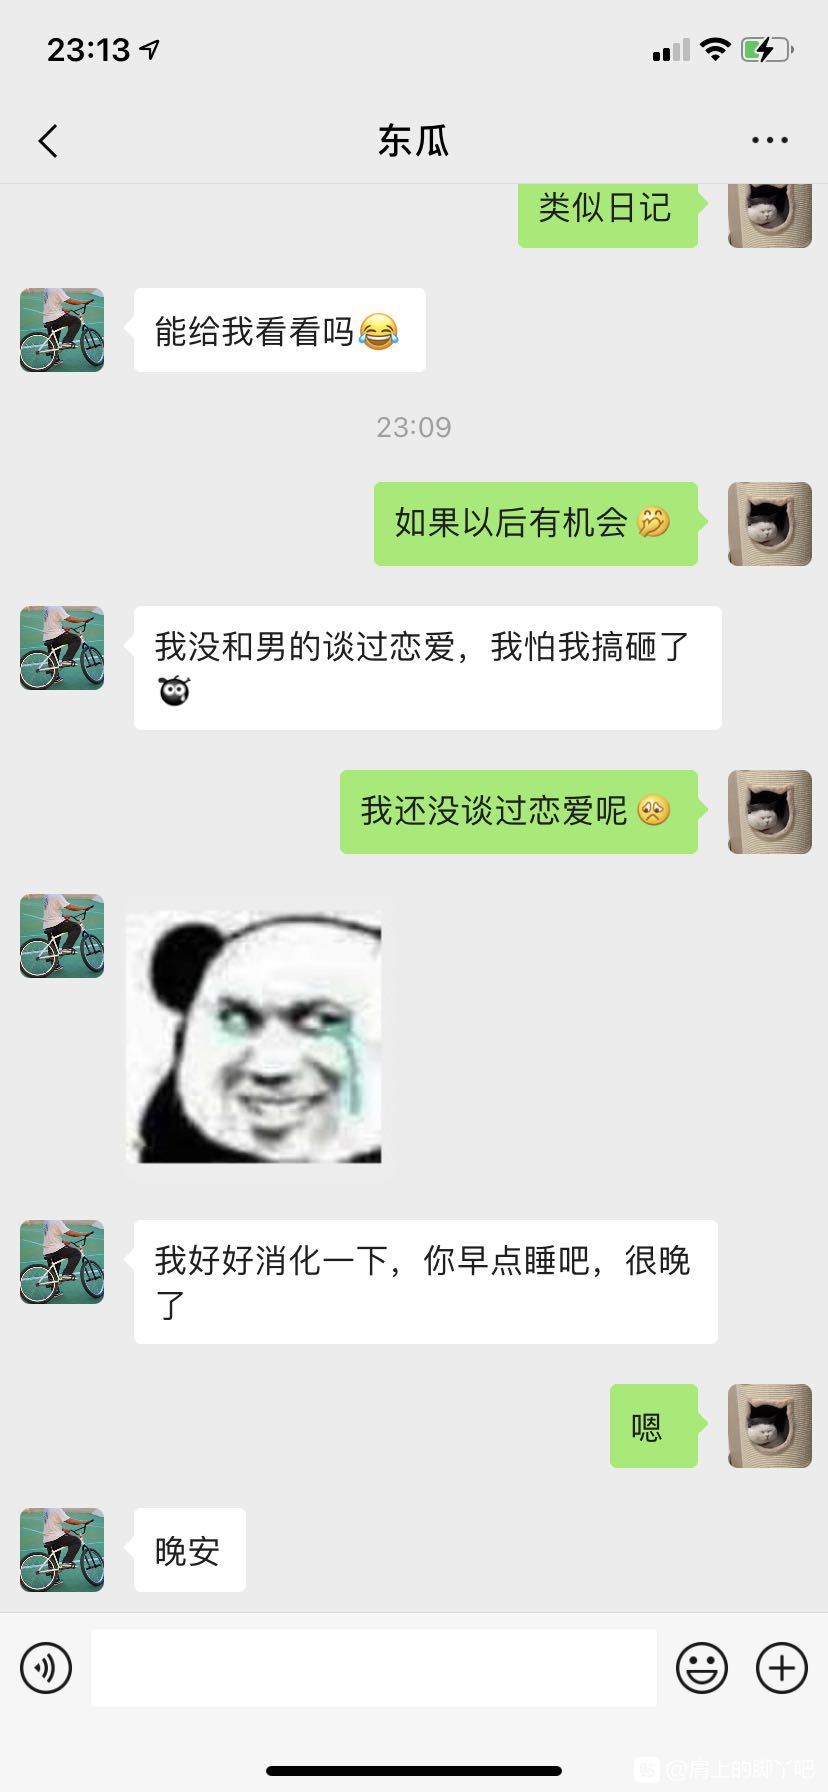 23:13
东瓜
类似日记
能给我看看吗😂
23:09
如果以后有机会🤭
我没和男的谈过恋爱，我怕我搞砸了
🐞
我还没谈过恋爱呢🥺
我好好消化一下，你早点睡吧，很晚
了
嗯
晚安
贴 @肩上的脚丫吧